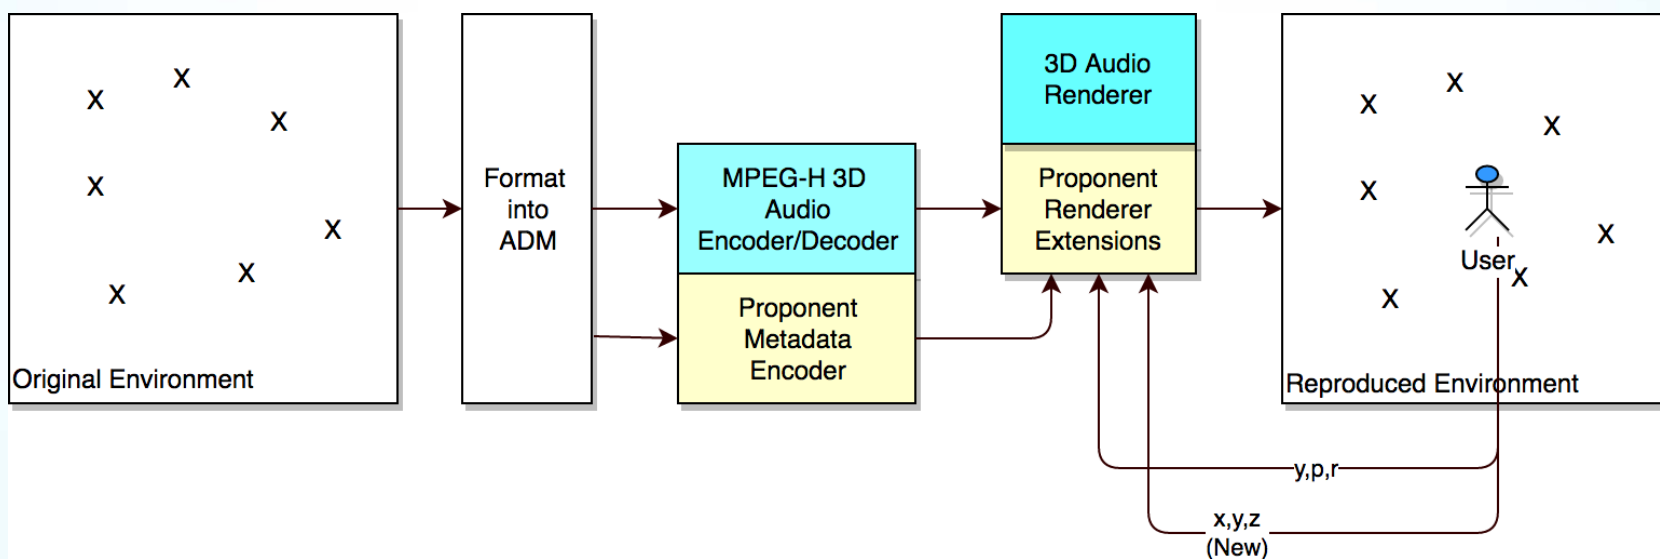 X
X
X
X
X
X
X
Original Environment
Format
into
ADM
MPEG-H 3D
Audio
Encoder/Decoder
Proponent
Metadata
Encoder
3D Audio
Renderer
Proponent
Renderer
Extensions
X
X
X
X
X
User
X
X
Reproduced Environment
y,p,r
x,y,z
(New)